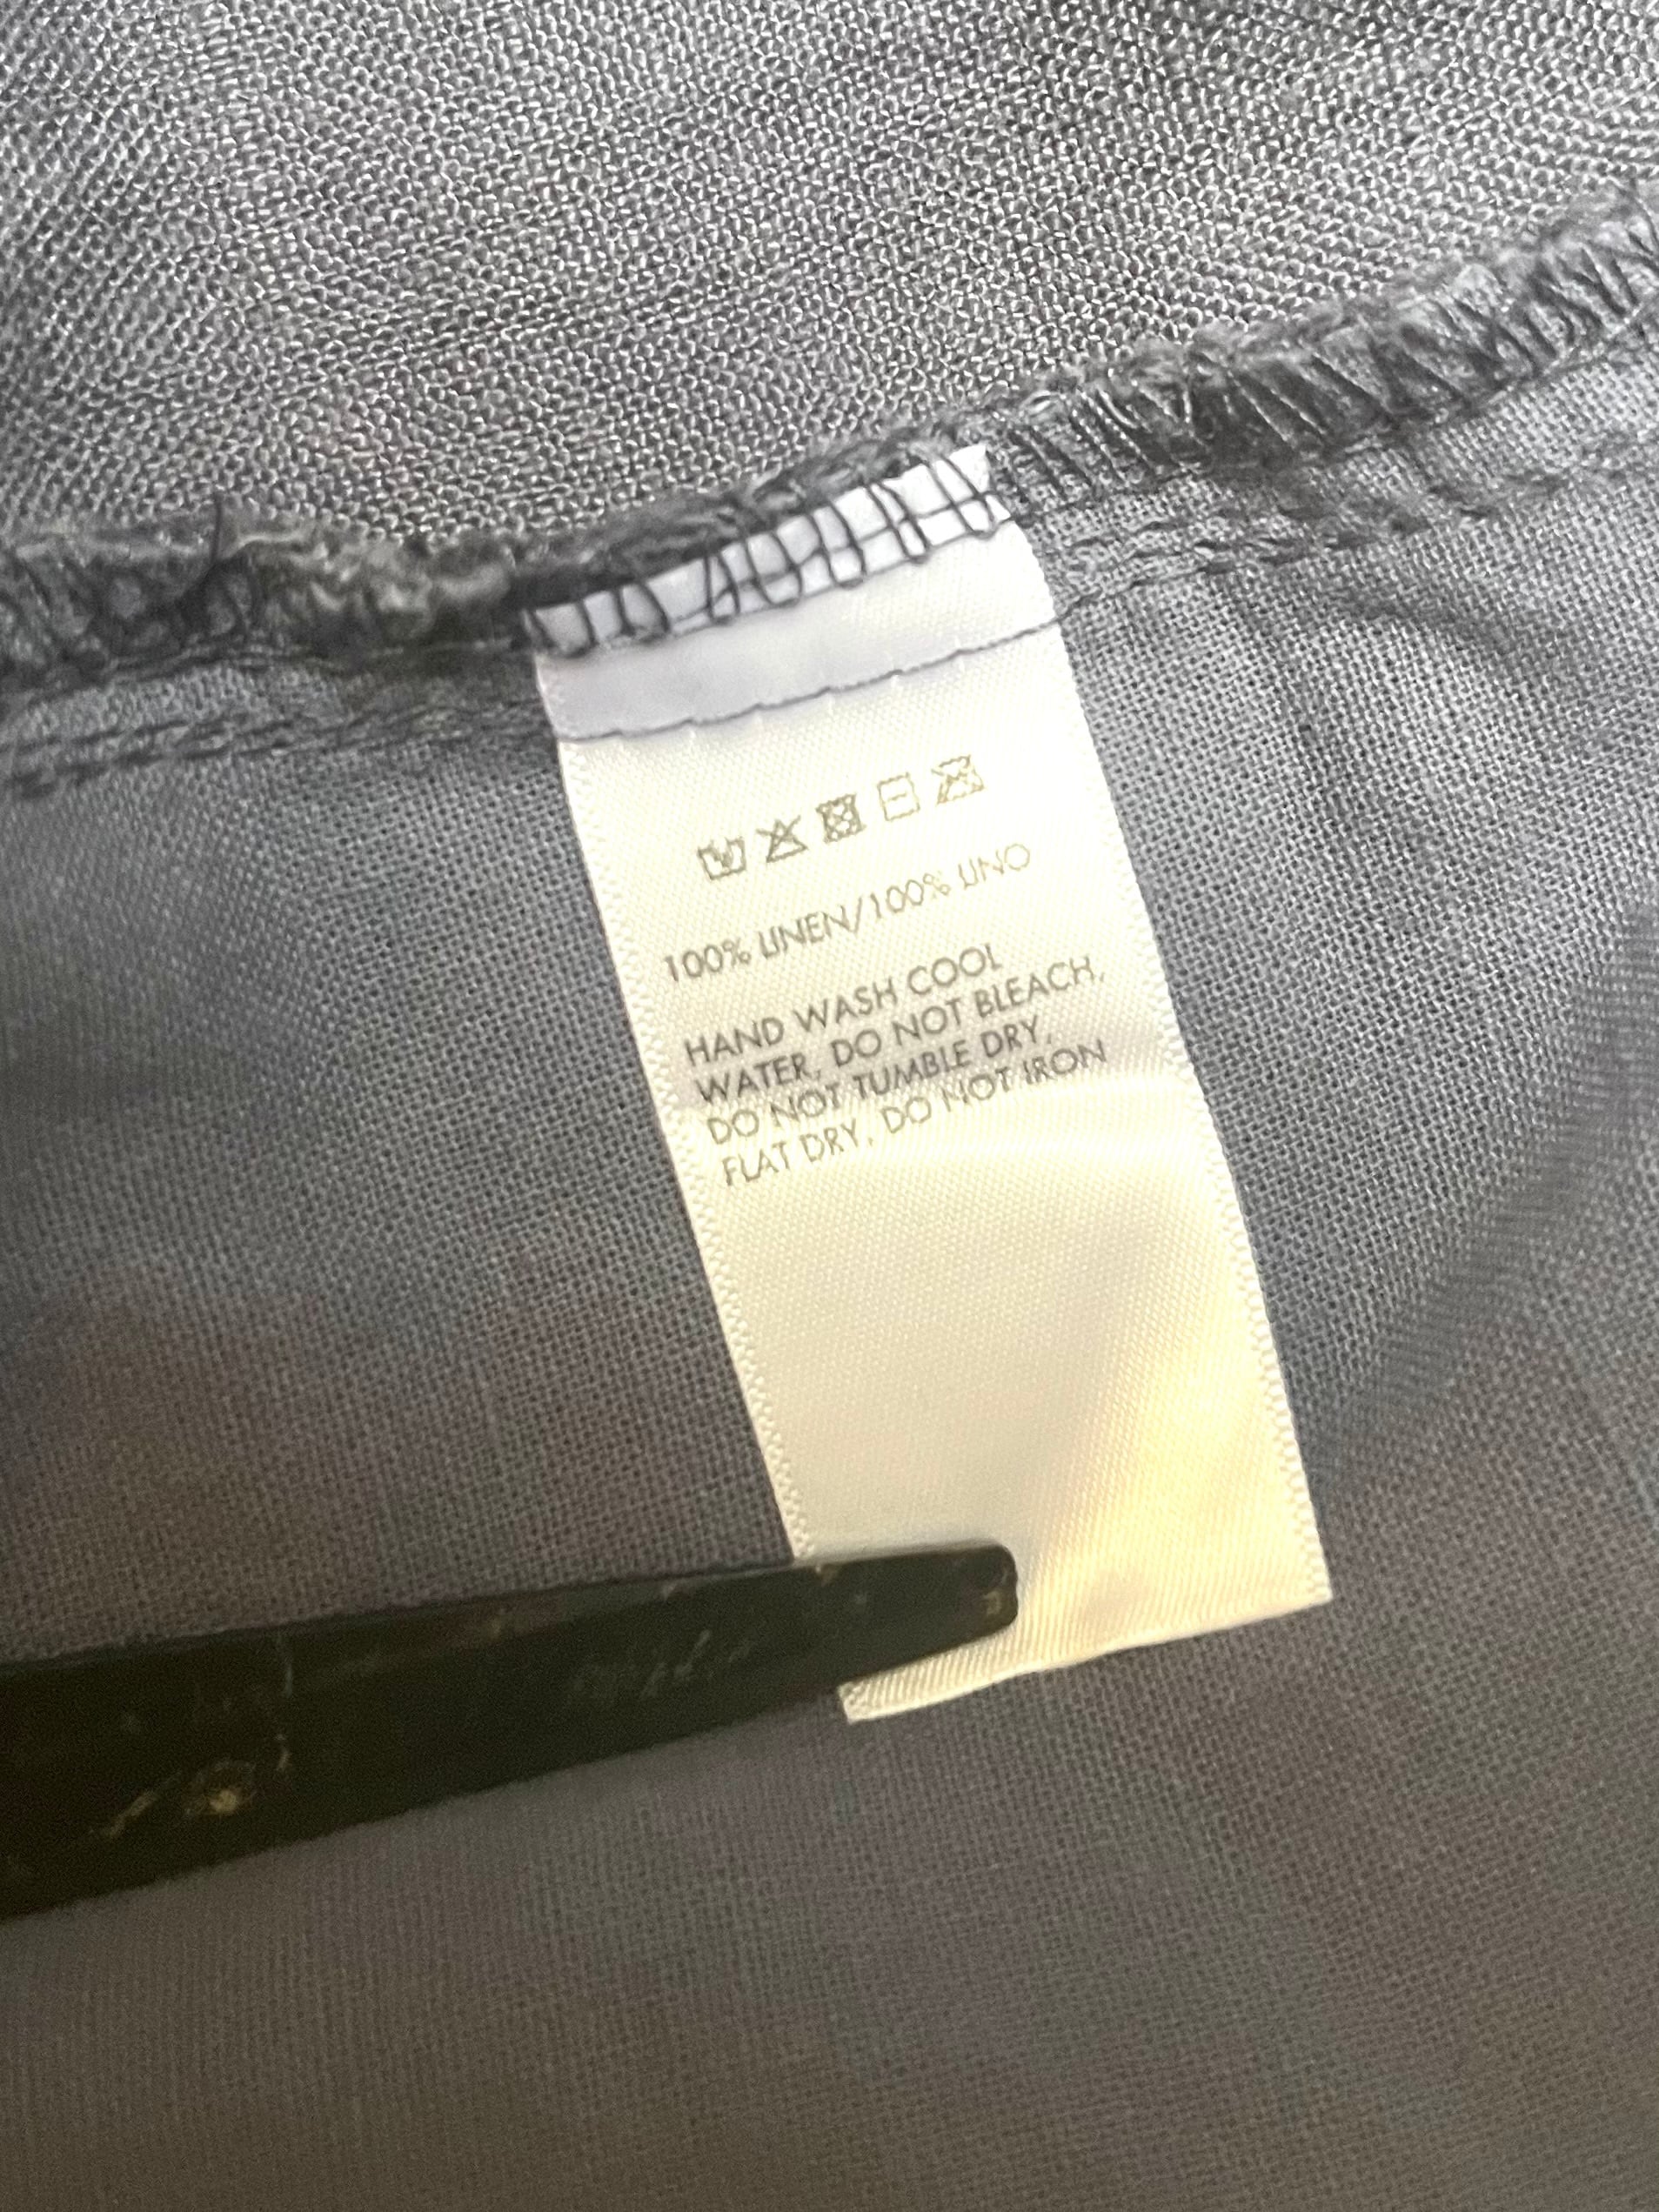 100% LINEN/100% LINO
HAND WASH COOL
WATER, DO NOT BLEACH,
DO NOT TUMBLE DRY,
FLAT DRY, DO NOT IRON